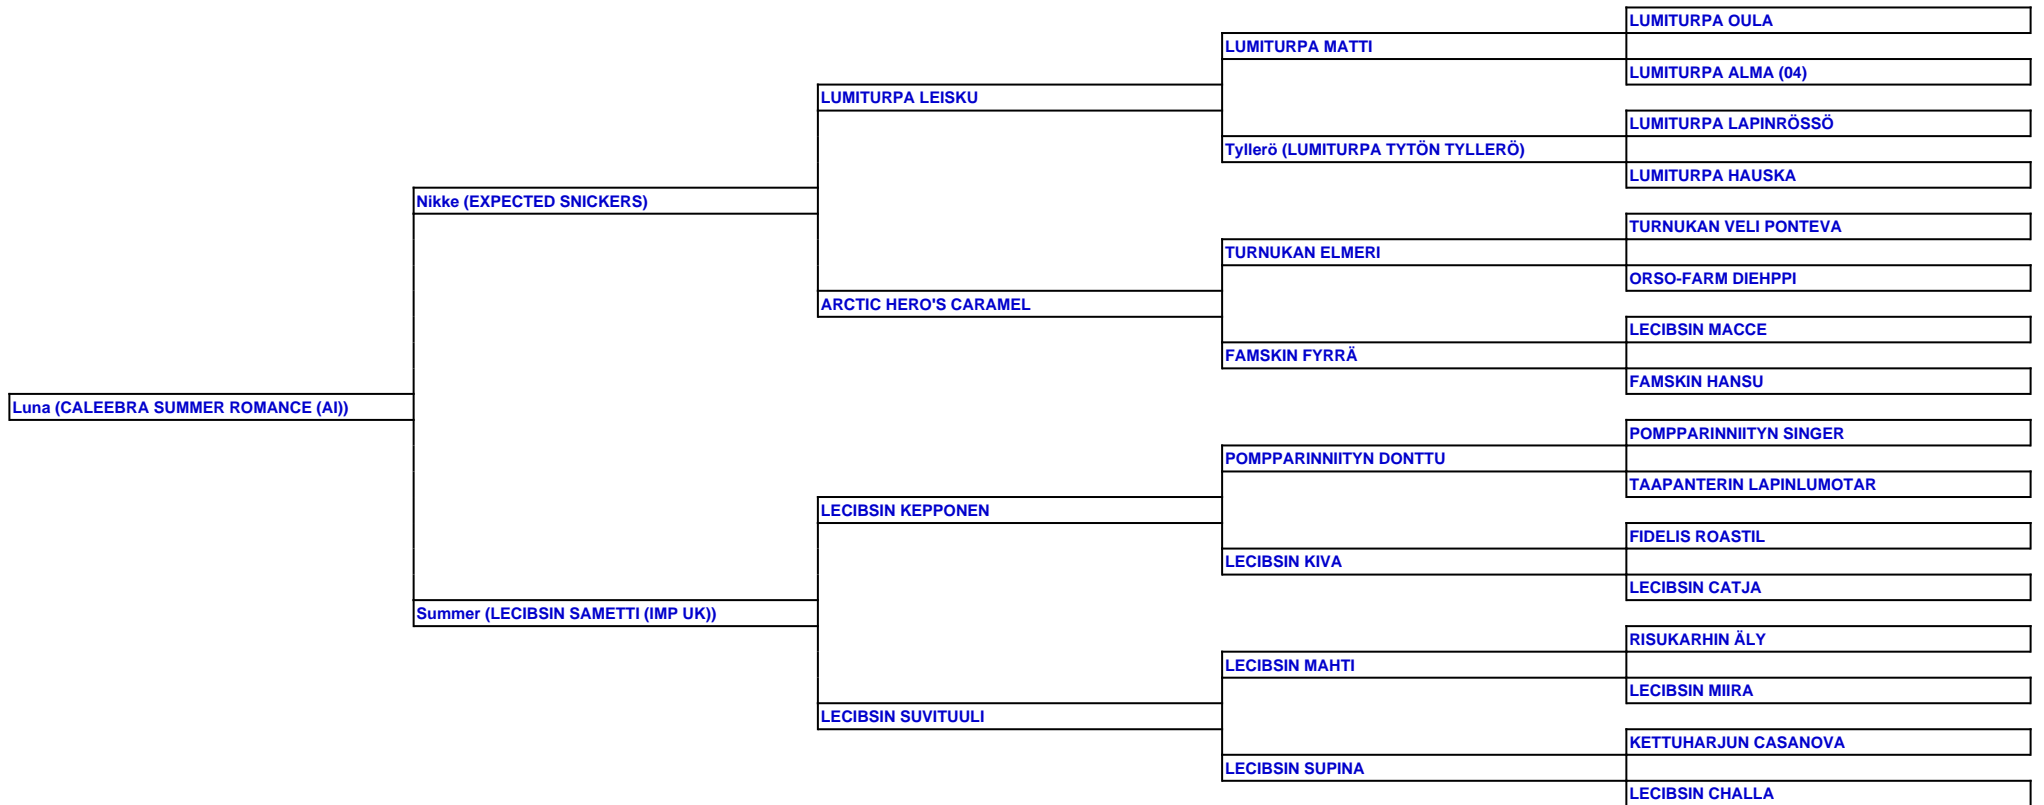 LUMITURPA OULA
LUMITURPA MATTI
LUMITURPA ALMA (04)
LUMITURPA LEISKU
LUMITURPA LAPINRÖSSÖ
Tyllerö (LUMITURPA TYTÖN TYLLERÖ)
LUMITURPA HAUSKA
Nikke (EXPECTED SNICKERS)
TURNUKAN VELI PONTEVA
TURNUKAN ELMERI
ORSO-FARM DIEHPPI
ARCTIC HERO'S CARAMEL
LECIBSIN MACCE
FAMSKIN FYRRÄ
FAMSKIN HANSU
Luna (CALEEBRA SUMMER ROMANCE (AI))
POMPPARINNIITYN SINGER
POMPPARINNIITYN DONTTU
TAAPANTERIN LAPINLUMOTAR
LECIBSIN KEPPONEN
FIDELIS ROASTIL
LECIBSIN KIVA
LECIBSIN CATJA
Summer (LECIBSIN SAMETTI (IMP UK))
RISUKARHIN ÄLY
LECIBSIN MAHTI
LECIBSIN MIIRA
LECIBSIN SUVITUULI
KETTUHARJUN CASANOVA
LECIBSIN SUPINA
LECIBSIN CHALLA